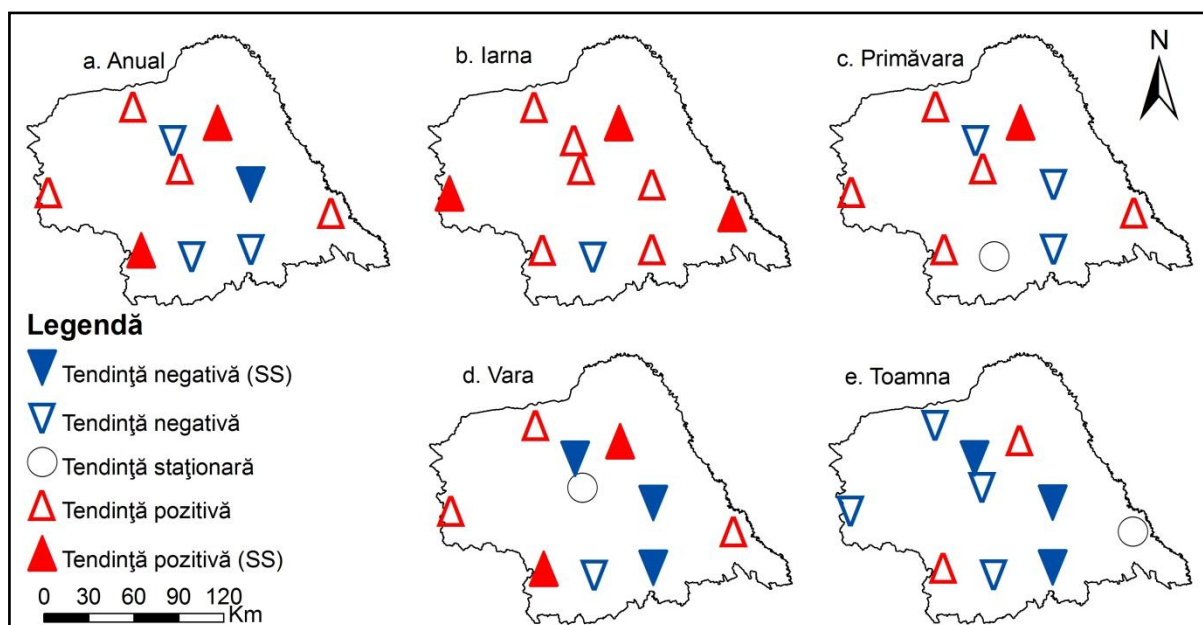 a. Anual
b. Iarna
c. Primăvara
N
Legendă
Tendinţă negativă (SS)
Tendinţă negativă
Tendinţă staţionară
Tendinţă pozitivă
Tendinţă pozitivă (SS)
0 30 60 90 120
Km
d. Vara
e. Toamna